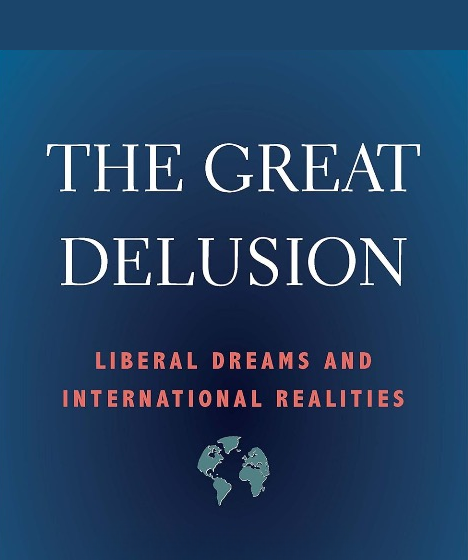 THE GREAT
DELUSION
LIBERAL DREAMS AND
INTERNATIONAL REALITIES